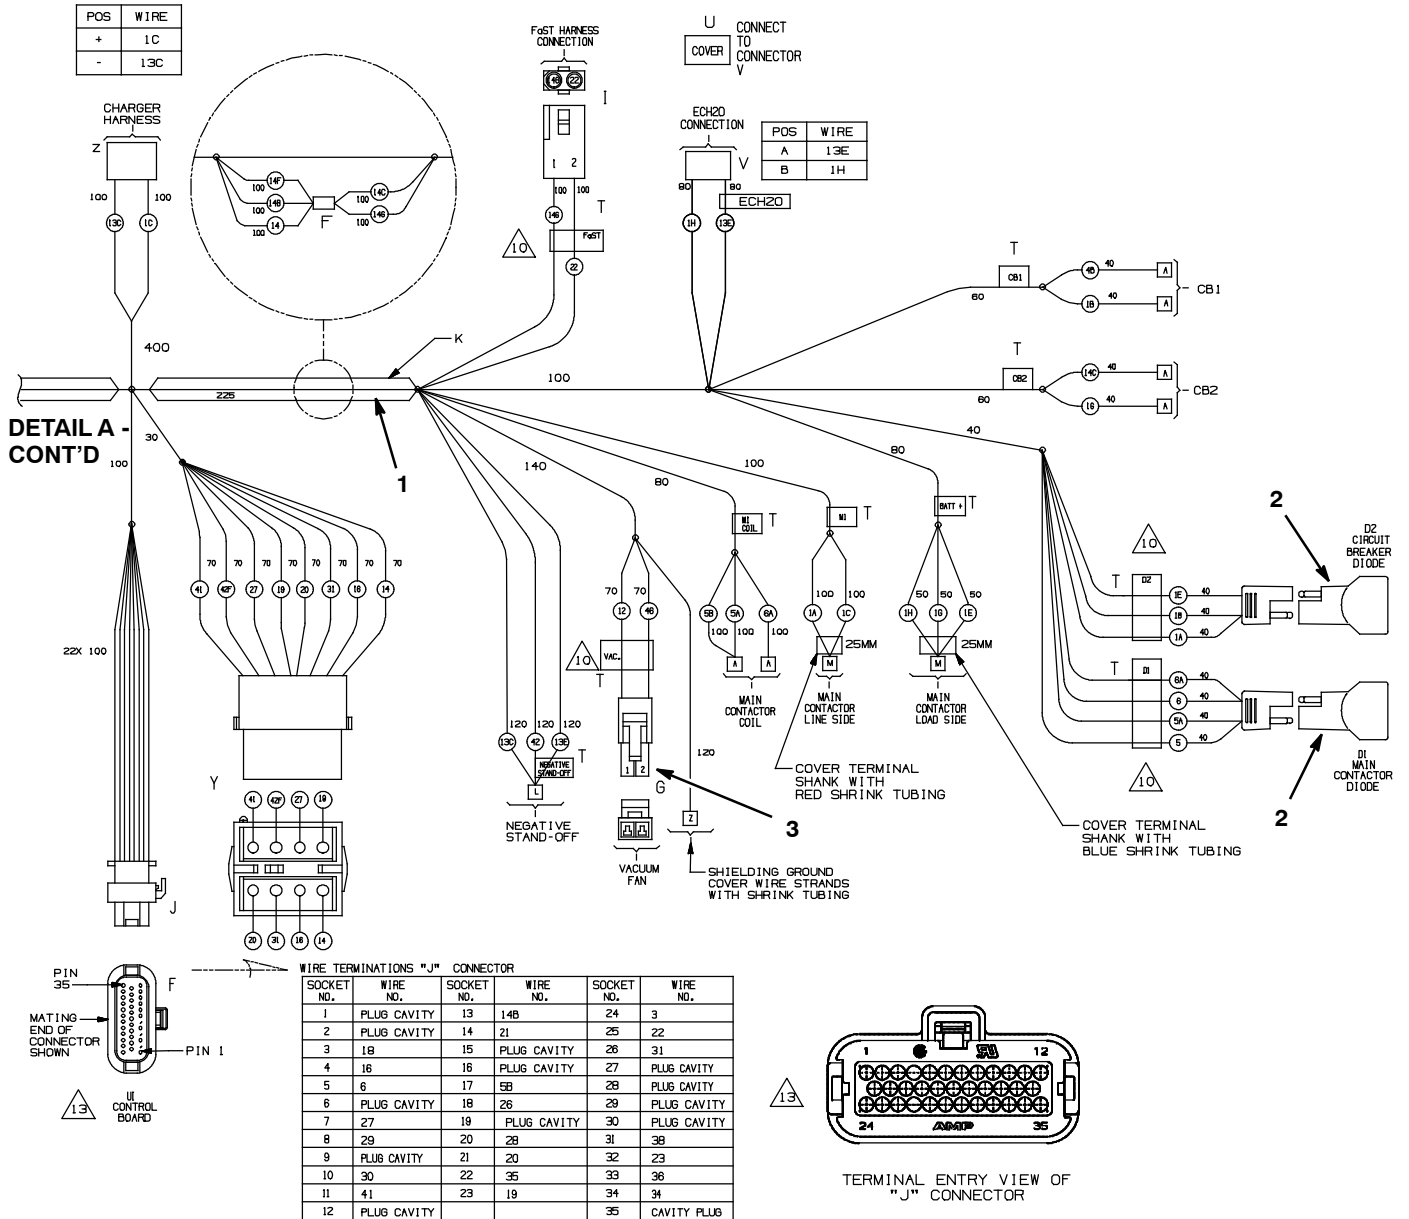 POS WIRE
+ 1C
- 13C
CHARGER
HARNESS
Z
100 100
13C 1C
400
14F
100
14B
100
14
100
F
14C
100
14G
100
FaST HARNESS
CONNECTION
22
I
1 2
100 100
T
22
FaST
10
U
COVER
CONNECT
TO
CONNECTOR
V
ECH2O
CONNECTION
V
POS WIRE
A 13E
B 1H
80 80
ECH2O
1H 13E
K
225
100
DETAIL A -
CONT'D
1
T
CB1
60
4B 40 A
1B 40 A
CB1
T
CB2
60
14C 40 A
1G 40 A
CB2
30
100
140
80
100
80
40
70 70 70 70 70 70 70 70
41 42F 27 19 20 31 16 14
22X 100
Y
41 42F 27 19
20 31 16 14
J
120 120 120
13C 42 13E
T
NEGATIVE
STAND-OFF
L
NEGATIVE
STAND-OFF
70 70
12
VAC.
10
T
1 2
G
3
VACUUM
FAN
120
Z
SHIELDING GROUND
COVER WIRE STRANDS
WITH SHRINK TUBING
M1
COIL
T
5B 5A 6A
100 100 100
A A
MAIN
CONTACTOR
COIL
M1
T
100 100
1A 1C
25MM
M
MAIN
CONTACTOR
LINE SIDE
COVER TERMINAL
SHANK WITH
RED SHRINK TUBING
BATT +
T
50 50 50
1H 1G 1E
25MM
M
MAIN
CONTACTOR
LOAD SIDE
COVER TERMINAL
SHANK WITH
BLUE SHRINK TUBING
10
T
D2
1E 40
1B 40
1A 40
2
D2
CIRCUIT
BREAKER
DIODE
T
D1
6A 40
6 40
5A 40
5 40
10
2
D1
MAIN
CONTACTOR
DIODE
PIN
35
F
MATING
END OF
CONNECTOR
SHOWN
PIN 1
13
U1
CONTROL
BOARD
WIRE TERMINATIONS "J" CONNECTOR
SOCKET NO. WIRE NO. SOCKET NO. WIRE NO. SOCKET NO. WIRE NO.
1 PLUG CAVITY 13 14B 24 3
2 PLUG CAVITY 14 21 25 22
3 18 15 PLUG CAVITY 26 31
4 16 16 PLUG CAVITY 27 PLUG CAVITY
5 6 17 5B 28 PLUG CAVITY
6 PLUG CAVITY 18 26 29 PLUG CAVITY
7 27 19 PLUG CAVITY 30 PLUG CAVITY
8 29 20 28 31 38
9 PLUG CAVITY 21 20 32 23
10 30 22 35 33 36
11 41 23 19 34 34
12 PLUG CAVITY 35 CAVITY PLUG
13
1 12
24 AMP 35
TERMINAL ENTRY VIEW OF
"J" CONNECTOR